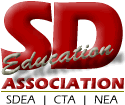 SD
Education
ASSOCIATION
SDEA | CTA | NEA